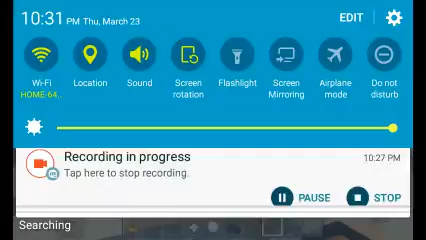 10:31 PM Thu, March 23 EDIT
Wi-Fi Location Sound Screen rotation Flashlight Screen Mirroring Airplane mode Do not disturb
HOME-64..
Recording in progress 10:27 PM
Tap here to stop recording.
PAUSE STOP
Searching